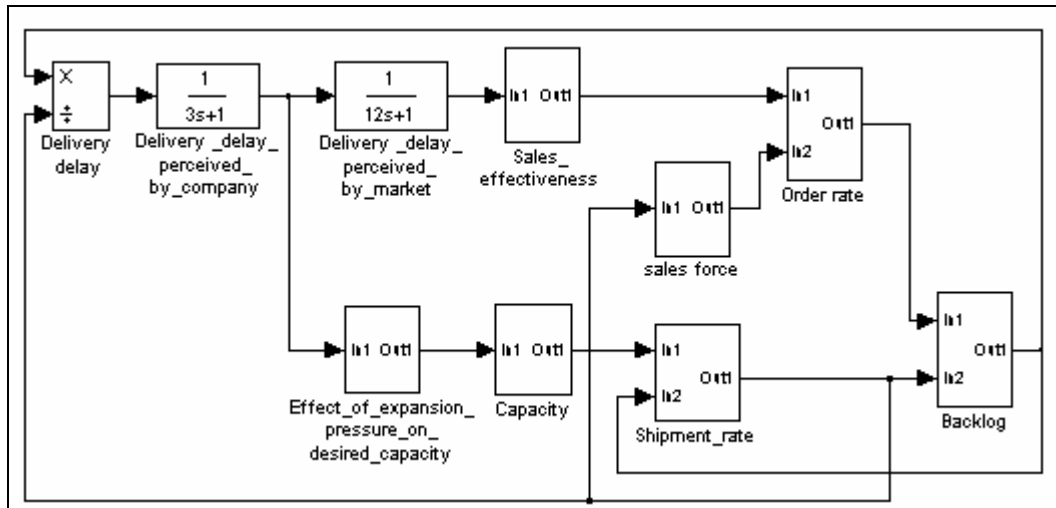 ×
÷
Delivery
delay
1
3s+1
Delivery _delay_
perceived_
by_company
1
12s+1
Delivery _delay_
perceived_
by_market
In1 Out1
Sales_
effectiveness
In1
In2
Out1
Order rate
In1 Out1
sales force
In1 Out1
Effect_of_expansion_
pressure_on_
desired_capacity
In1 Out1
Capacity
In1
In2
Out1
Shipment_rate
In1
In2
Out1
Backlog